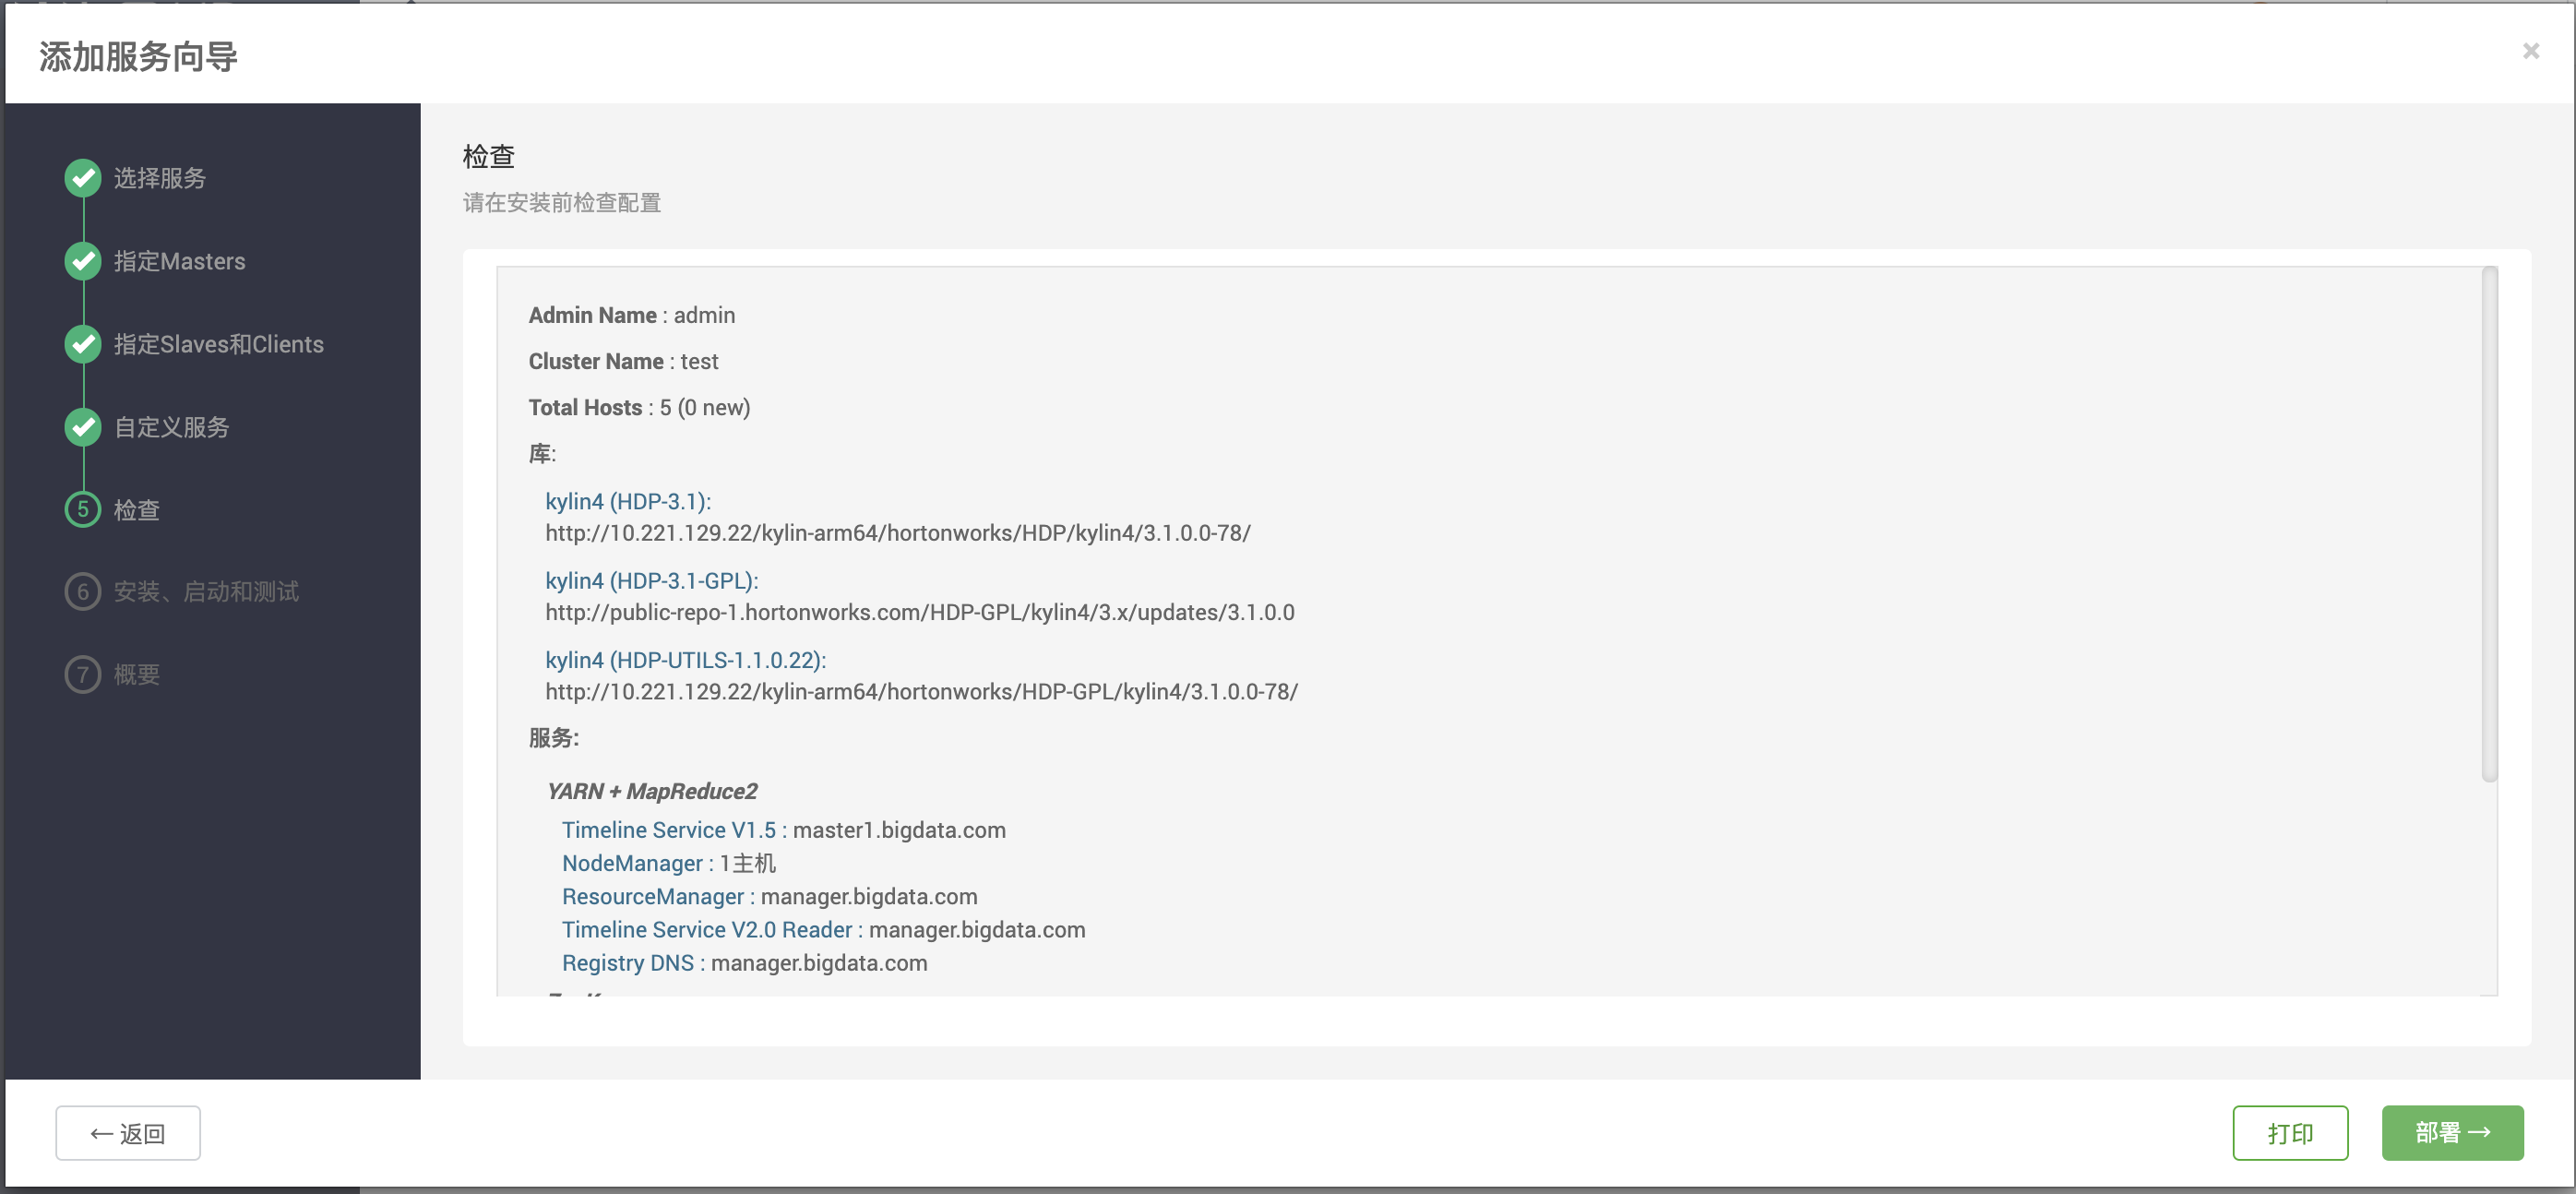 添加服务向导
×
选择服务
指定Masters
指定Slaves和Clients
自定义服务
5 检查
6 安装、启动和测试
7 概要
检查
请在安装前检查配置
Admin Name : admin
Cluster Name : test
Total Hosts : 5 (0 new)
库:
kylin4 (HDP-3.1):
http://10.221.129.22/kylin-arm64/hortonworks/HDP/kylin4/3.1.0.0-78/
kylin4 (HDP-3.1-GPL):
http://public-repo-1.hortonworks.com/HDP-GPL/kylin4/3.x/updates/3.1.0.0
kylin4 (HDP-UTILS-1.1.0.22):
http://10.221.129.22/kylin-arm64/hortonworks/HDP-GPL/kylin4/3.1.0.0-78/
服务:
YARN + MapReduce2
Timeline Service V1.5 : master1.bigdata.com
NodeManager : 1主机
ResourceManager : manager.bigdata.com
Timeline Service V2.0 Reader : manager.bigdata.com
Registry DNS : manager.bigdata.com
← 返回
打印
部署 →